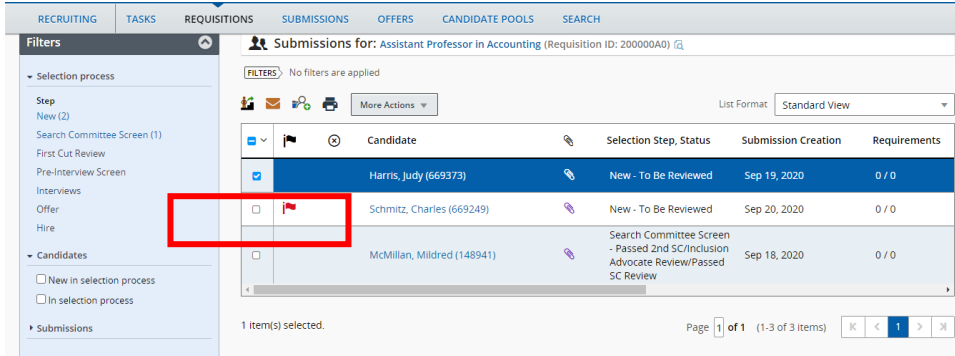 RECRUITING TASKS REQUISITIONS SUBMISSIONS OFFERS CANDIDATE POOLS SEARCH
Filters
Selection process
Step
New (2)
Search Committee Screen (1)
First Cut Review
Pre-Interview Screen
Interviews
Offer
Hire
Candidates
New in selection process
In selection process
Submissions
Submissions for: Assistant Professor in Accounting (Requisition ID: 200000A0)
FILTERS No filters are applied
More Actions List Format Standard View
Candidate Selection Step, Status Submission Creation Requirements
Harris, Judy (669373) New - To Be Reviewed Sep 19, 2020 0 / 0
Schmitz, Charles (669249) New - To Be Reviewed Sep 20, 2020 0 / 0
McMillan, Mildred (148941) Search Committee Screen
- Passed 2nd SC/Inclusion
Advocate Review/Passed
SC Review
Sep 18, 2020 0 / 0
1 item(s) selected. Page 1 of 1 (1-3 of 3 items) K < 1 > X